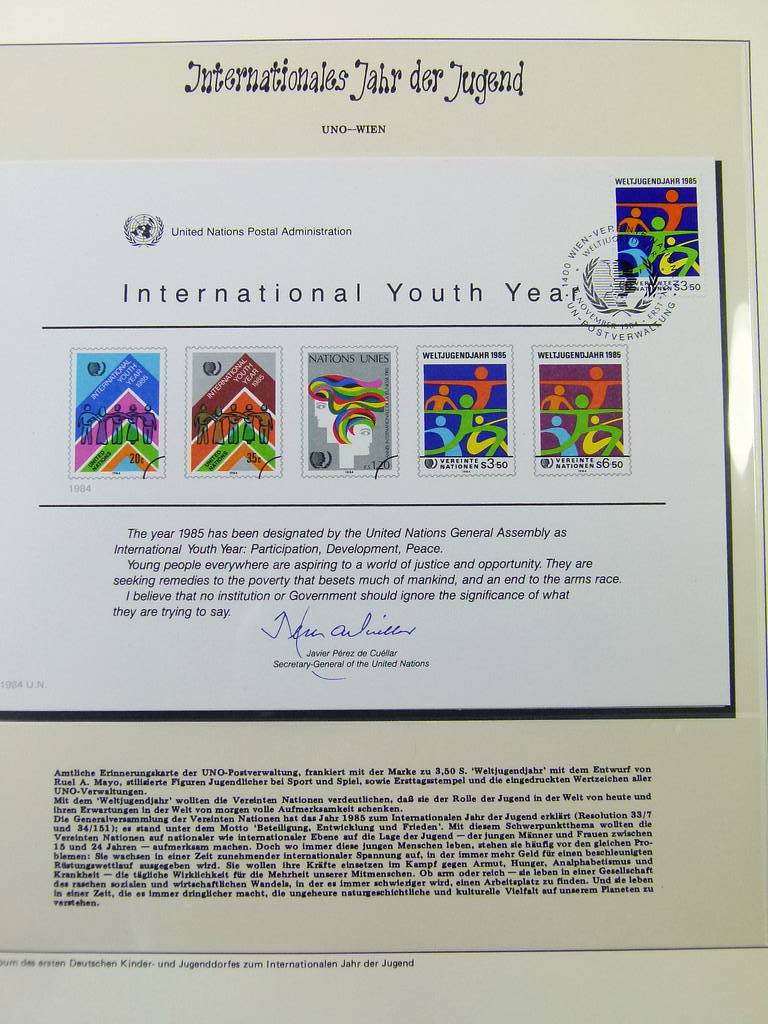 Internationales Jahr der Jugend
UNO--WIEN
WELTJUGENDJAHR 1985
United Nations Postal Administration
VEREINTE
NATIONEN S3·50
International Youth Year
NATIONS UNIES
WELTJUGENDJAHR 1985
WELTJUGENDJAHR 1985
INTERNATIONAL
YOUTH
YEAR
1985
UNITED
NATIONS
20c
1984
INTERNATIONAL
YOUTH
YEAR
1985
UNITED
NATIONS
35c
1984
F.S. 1,20
1984
VEREINTE
NATIONEN S3·50
1984
VEREINTE
NATIONEN S6·50
1984
1984
The year 1985 has been designated by the United Nations General Assembly as
International Youth Year: Participation, Development, Peace.
Young people everywhere are aspiring to a world of justice and opportunity. They are
seeking remedies to the poverty that besets much of mankind, and an end to the arms race.
I believe that no institution or Government should ignore the significance of what
they are trying to say.
Javier Pérez de Cuéllar
Secretary-General of the United Nations
1984 U.N.
Amtliche Erinnerungskarte der UNO-Postverwaltung, frankiert mit der Marke zu 3,50 S. 'Weltjugendjahr' mit dem Entwurf von
Ruel A. Mayo, stilisierte Figuren Jugendlicher bei Sport und Spiel, sowie Ersttagsstempel und die eingedruckten Wertzeichen aller
UNO-Verwaltungen.
Mit dem 'Weltjugendjahr' wollten die Vereinten Nationen verdeutlichen, daß sie der Rolle der Jugend in der Welt von heute und
ihren Erwartungen in der Welt von morgen volle Aufmerksamkeit schenken.
Die Generalversammlung der Vereinten Nationen hat das Jahr 1985 zum Internationalen Jahr der Jugend erklärt (Resolution 33/7
und 34/151); es stand unter dem Motto 'Beteiligung, Entwicklung und Frieden'. Mit diesem Schwerpunktthema wollten die
Vereinten Nationen auf nationaler wie internationaler Ebene auf die Lage der Jugend — der jungen Männer und Frauen zwischen
15 und 24 Jahren — aufmerksam machen. Doch wo immer diese jungen Menschen leben, stehen sie häufig vor den gleichen Pro-
blemen: Sie wachsen in einer Zeit zunehmender internationaler Spannung auf, in der immer mehr Geld für einen beschleunigten
Rüstungswettlauf ausgegeben wird. Sie wollen ihre Kräfte einsetzen im Kampf gegen Armut, Hunger, Analphabetismus und
Krankheit — die tägliche Wirklichkeit für die Mehrheit unserer Mitmenschen. Ob arm oder reich — sie leben in einer Gesellschaft
des raschen sozialen und wirtschaftlichen Wandels, in der es immer schwieriger wird, einen Arbeitsplatz zu finden. Und sie leben
in einer Zeit, die es immer dringlicher macht, die ungeheure naturgeschichtliche und kulturelle Vielfalt auf unserem Planeten zu
verstehen.
des ersten Deutschen Kinder- und Jugenddorfes zum Internationalen Jahr der Jugend